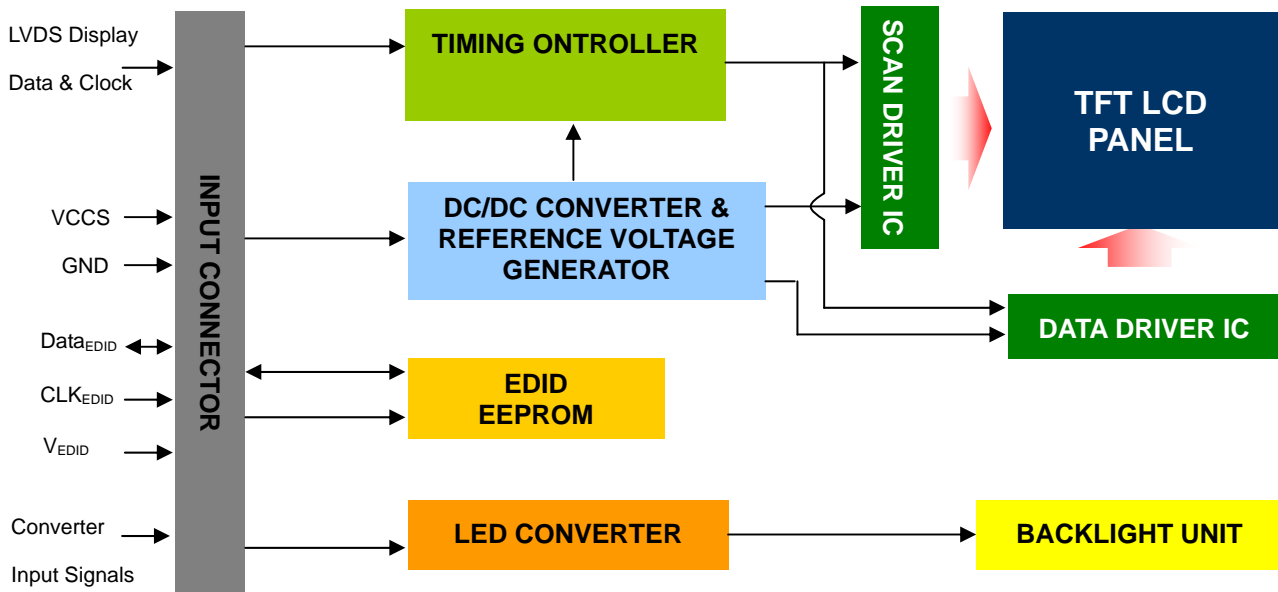 LVDS Display
Data & Clock
VCCS
GND
DataEDID
CLKEDID
VEDID
Converter
Input Signals
INPUT CONNECTOR
TIMING ONTROLLER
DC/DC CONVERTER &
REFERENCE VOLTAGE
GENERATOR
EDID
EEPROM
LED CONVERTER
SCAN DRIVER IC
TFT LCD
PANEL
DATA DRIVER IC
BACKLIGHT UNIT